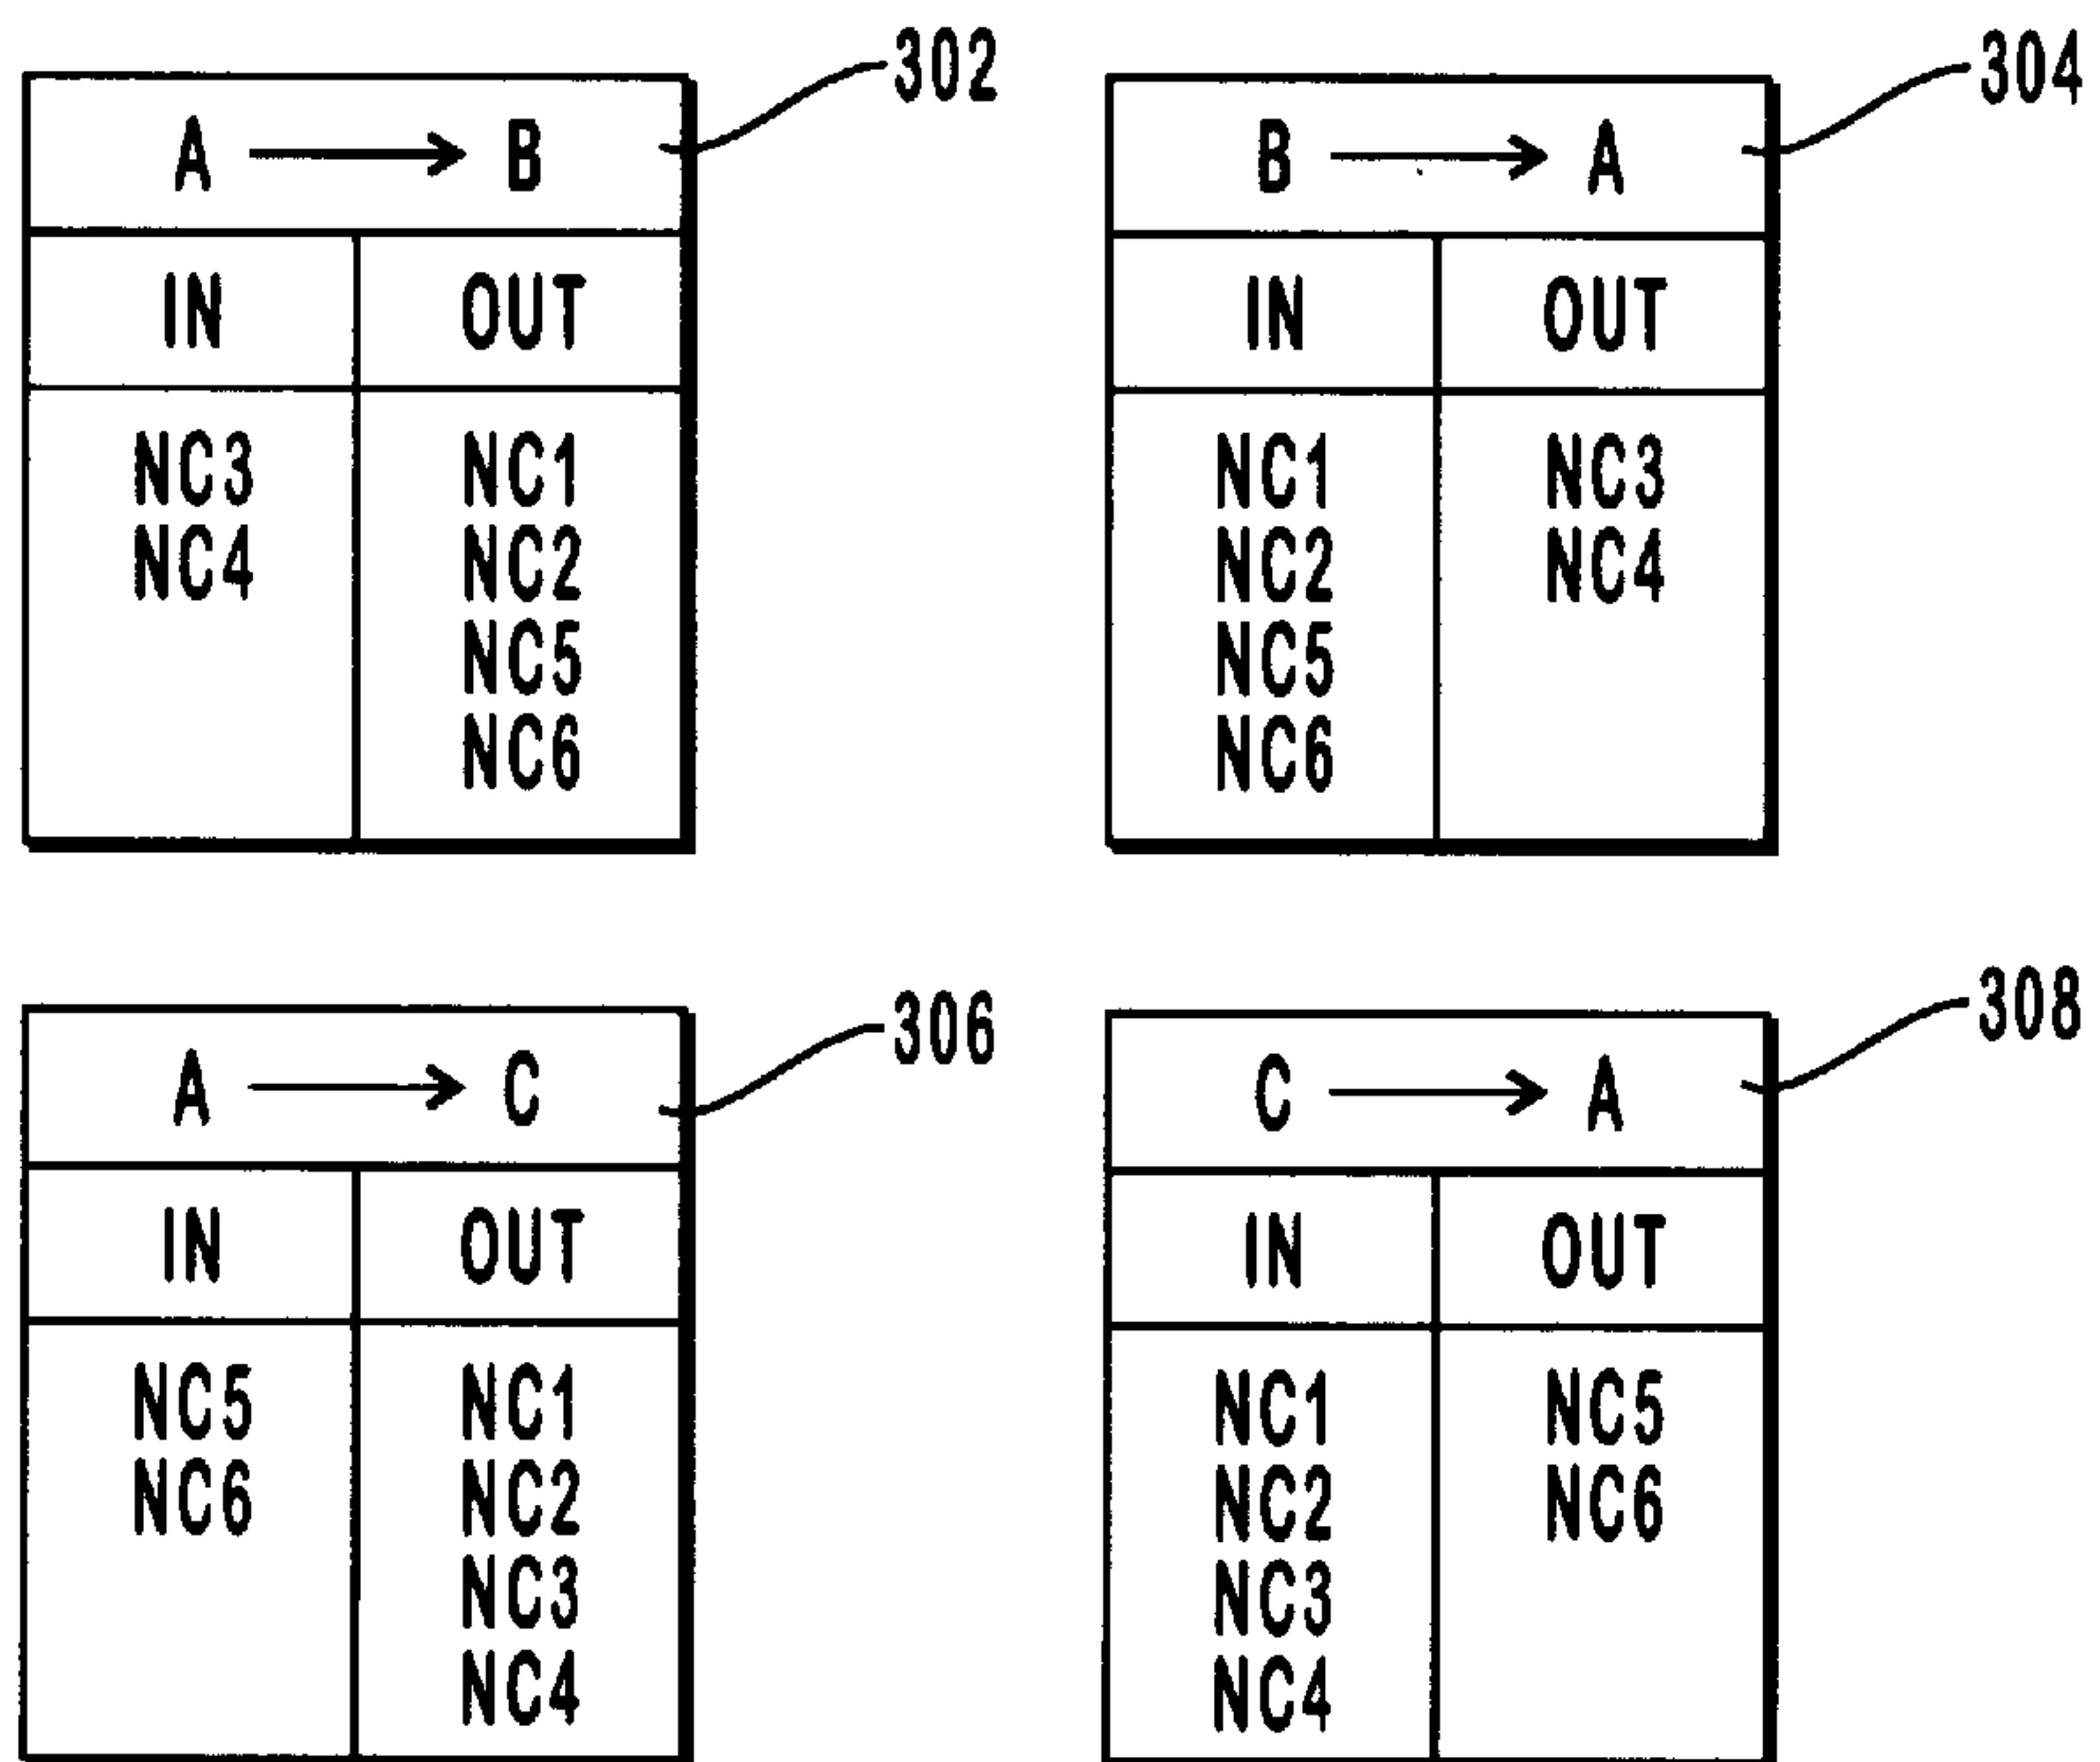 302
A → B
IN OUT
NC3 NC1
NC4 NC2
NC5
NC6
304
B → A
IN OUT
NC1 NC3
NC2 NC4
NC5
NC6
306
A → C
IN OUT
NC5 NC1
NC6 NC2
NC3
NC4
308
C → A
IN OUT
NC1 NC5
NC2 NC6
NC3
NC4